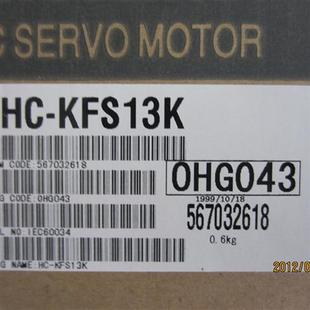 C SERVO MOTOR
HC-KFS13K
M CODE:567032618
OHG043
1999/10/18
G CODE:OHG043
567032618
L NO:IEC60034
0.6kg
G NAME:HC-KFS13K
2012/0